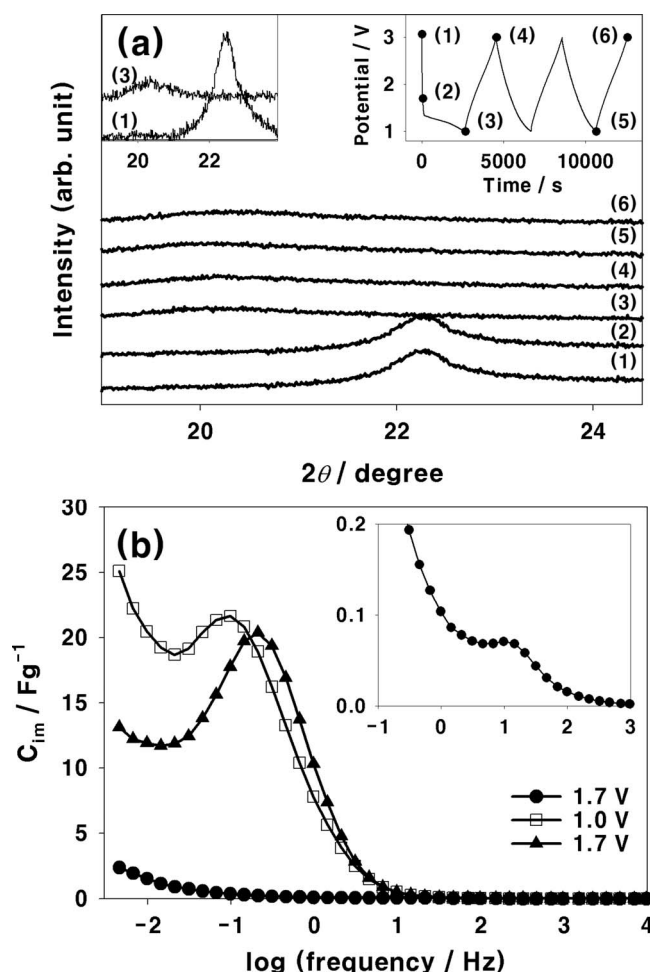 (a)
(3)
(1)
20 22
(1)
(2)
(3)
(4)
(5)
(6)
3
2
1
Potential / V
0 5000 10000
Time / s
Intensity (arb. unit)
(6)
(5)
(4)
(3)
(2)
(1)
20 22 24
2θ / degree
(b)
30
25
20
15
10
5
0
C_im / Fg⁻¹
0.2
0.1
0.0
−1 0 1 2 3
1.7 V
1.0 V
1.7 V
−2 −1 0 1 2 3 4
log (frequency / Hz)